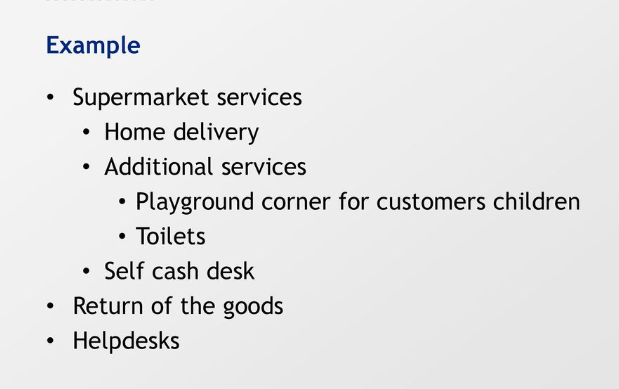 Example
• Supermarket services
• Home delivery
• Additional services
• Playground corner for customers children
• Toilets
• Self cash desk
• Return of the goods
• Helpdesks